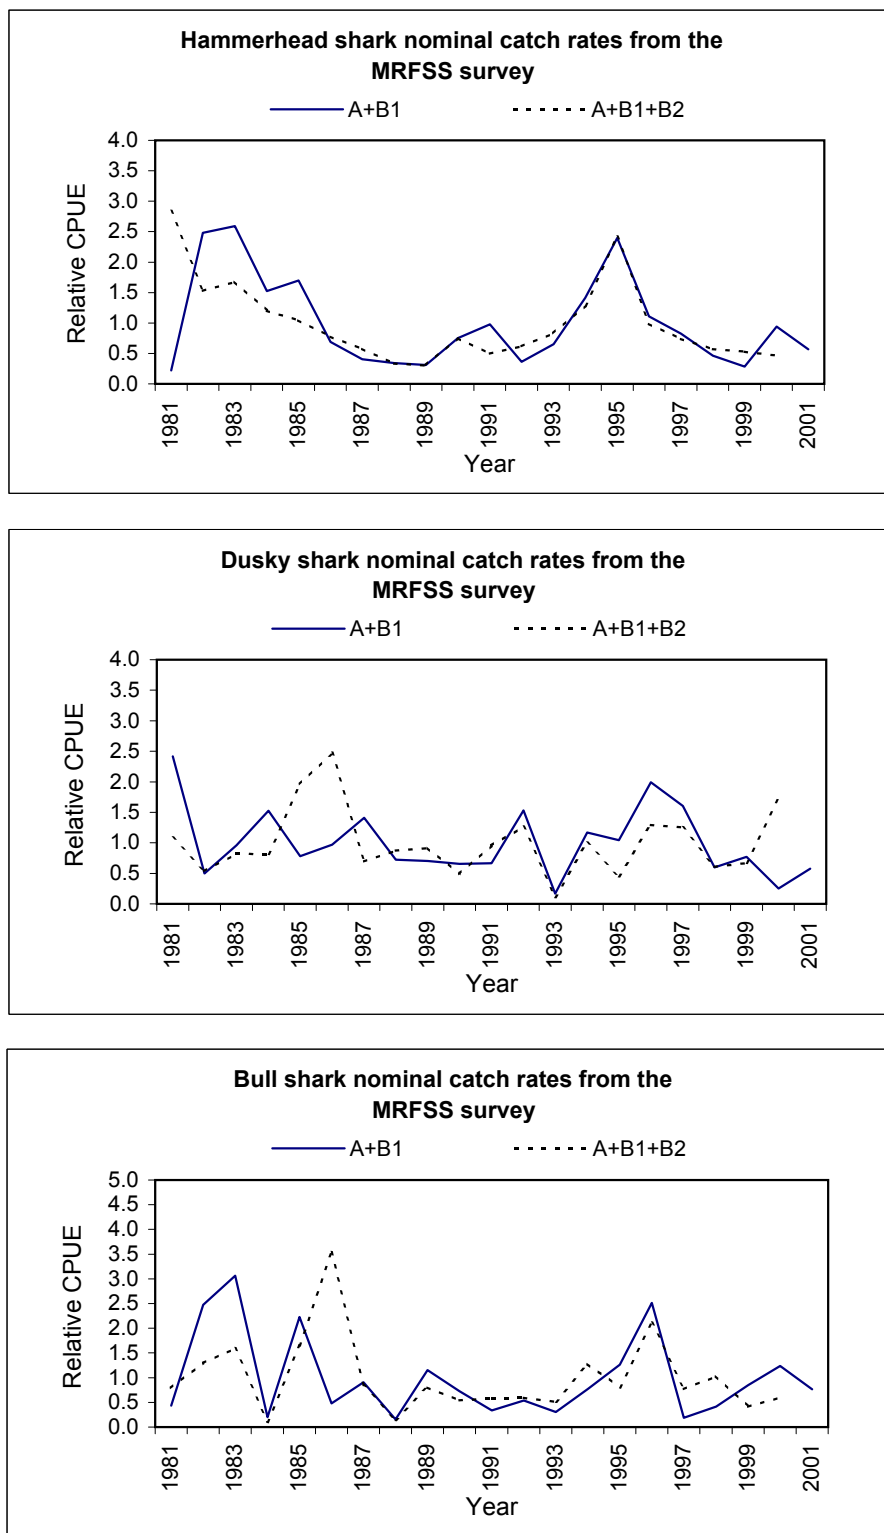 Hammerhead shark nominal catch rates from the
MRFSS survey
A+B1 A+B1+B2
4.0
3.5
3.0
2.5
2.0
1.5
1.0
0.5
0.0
Relative CPUE
1981 1983 1985 1987 1989 1991 1993 1995 1997 1999 2001
Year
Dusky shark nominal catch rates from the
MRFSS survey
A+B1 A+B1+B2
4.0
3.5
3.0
2.5
2.0
1.5
1.0
0.5
0.0
Relative CPUE
1981 1983 1985 1987 1989 1991 1993 1995 1997 1999 2001
Year
Bull shark nominal catch rates from the
MRFSS survey
A+B1 A+B1+B2
5.0
4.5
4.0
3.5
3.0
2.5
2.0
1.5
1.0
0.5
0.0
Relative CPUE
1981 1983 1985 1987 1989 1991 1993 1995 1997 1999 2001
Year